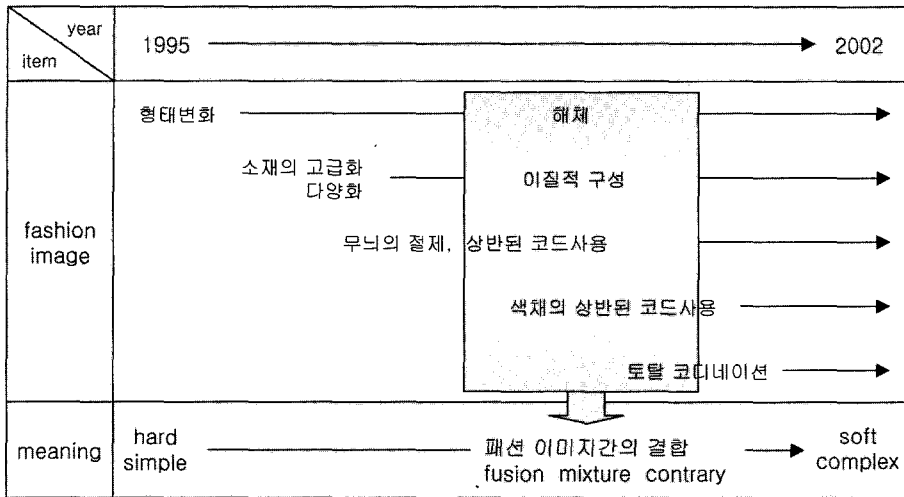 year
item
1995
2002
형태변화
해체
소재의 고급화
다양화
이질적 구성
fashion
image
무늬의 절제, 상반된 코드사용
색채의 상반된 코드사용
토탈 코디네이션
meaning
hard
simple
패션 이미지간의 결합
fusion mixture contrary
soft
complex